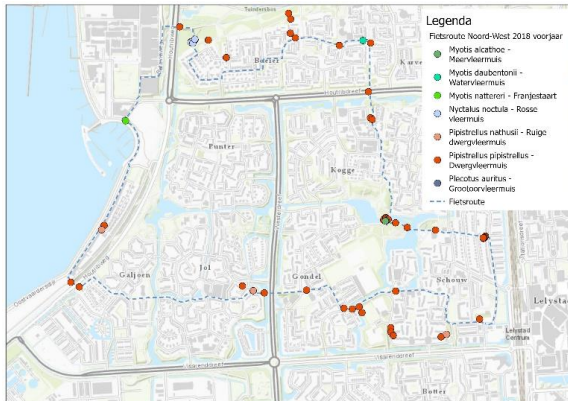 Legenda
Fietsroute Noord-West 2018 voorjaar
Myotis alcathoe -
Meervleermuis
Myotis daubentonii -
Watervleermuis
Myotis nattereri - Franjestaart
Nyctalus noctula - Rosse
vleermuis
Pipistrellus nathusii - Ruige
dwergvleermuis
Pipistrellus pipistrellus -
Dwergvleermuis
Plecotus auritus -
Grootoorvleermuis
Fietsroute
Punter
Kogge
Galjoen
Jol
Gondel
Schouw
Lelystad
Lelystad
Centrum
Botter